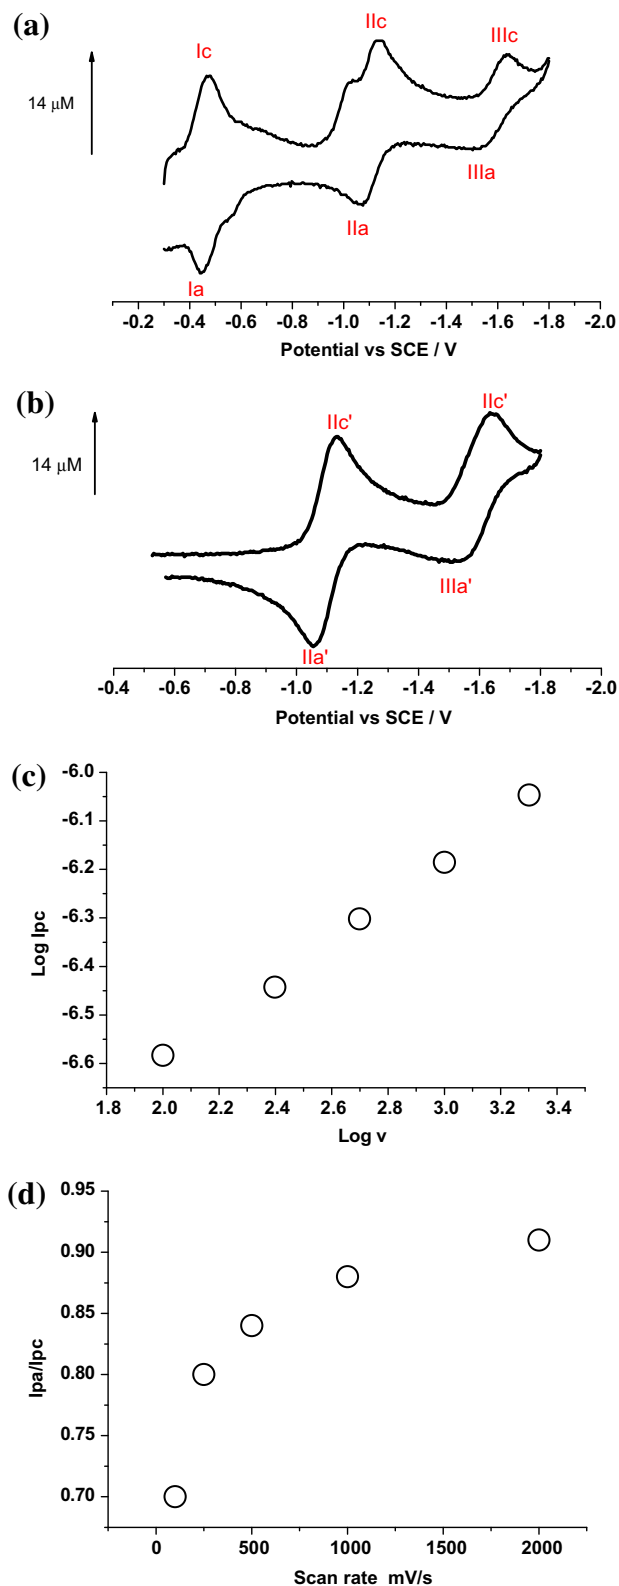 (a)
Ic
IIc
IIIc
14 μM
Ia
IIa
IIIa
-0.2 -0.4 -0.6 -0.8 -1.0 -1.2 -1.4 -1.6 -1.8 -2.0
Potential vs SCE / V
(b)
IIc'
IIc'
14 μM
IIa'
IIIa'
-0.4 -0.6 -0.8 -1.0 -1.2 -1.4 -1.6 -1.8 -2.0
Potential vs SCE / V
(c)
-6.0
-6.1
-6.2
-6.3
-6.4
-6.5
-6.6
Log Ipc
1.8 2.0 2.2 2.4 2.6 2.8 3.0 3.2 3.4
Log v
(d)
0.95
0.90
0.85
0.80
0.75
0.70
Ipa/Ipc
0 500 1000 1500 2000
Scan rate mV/s